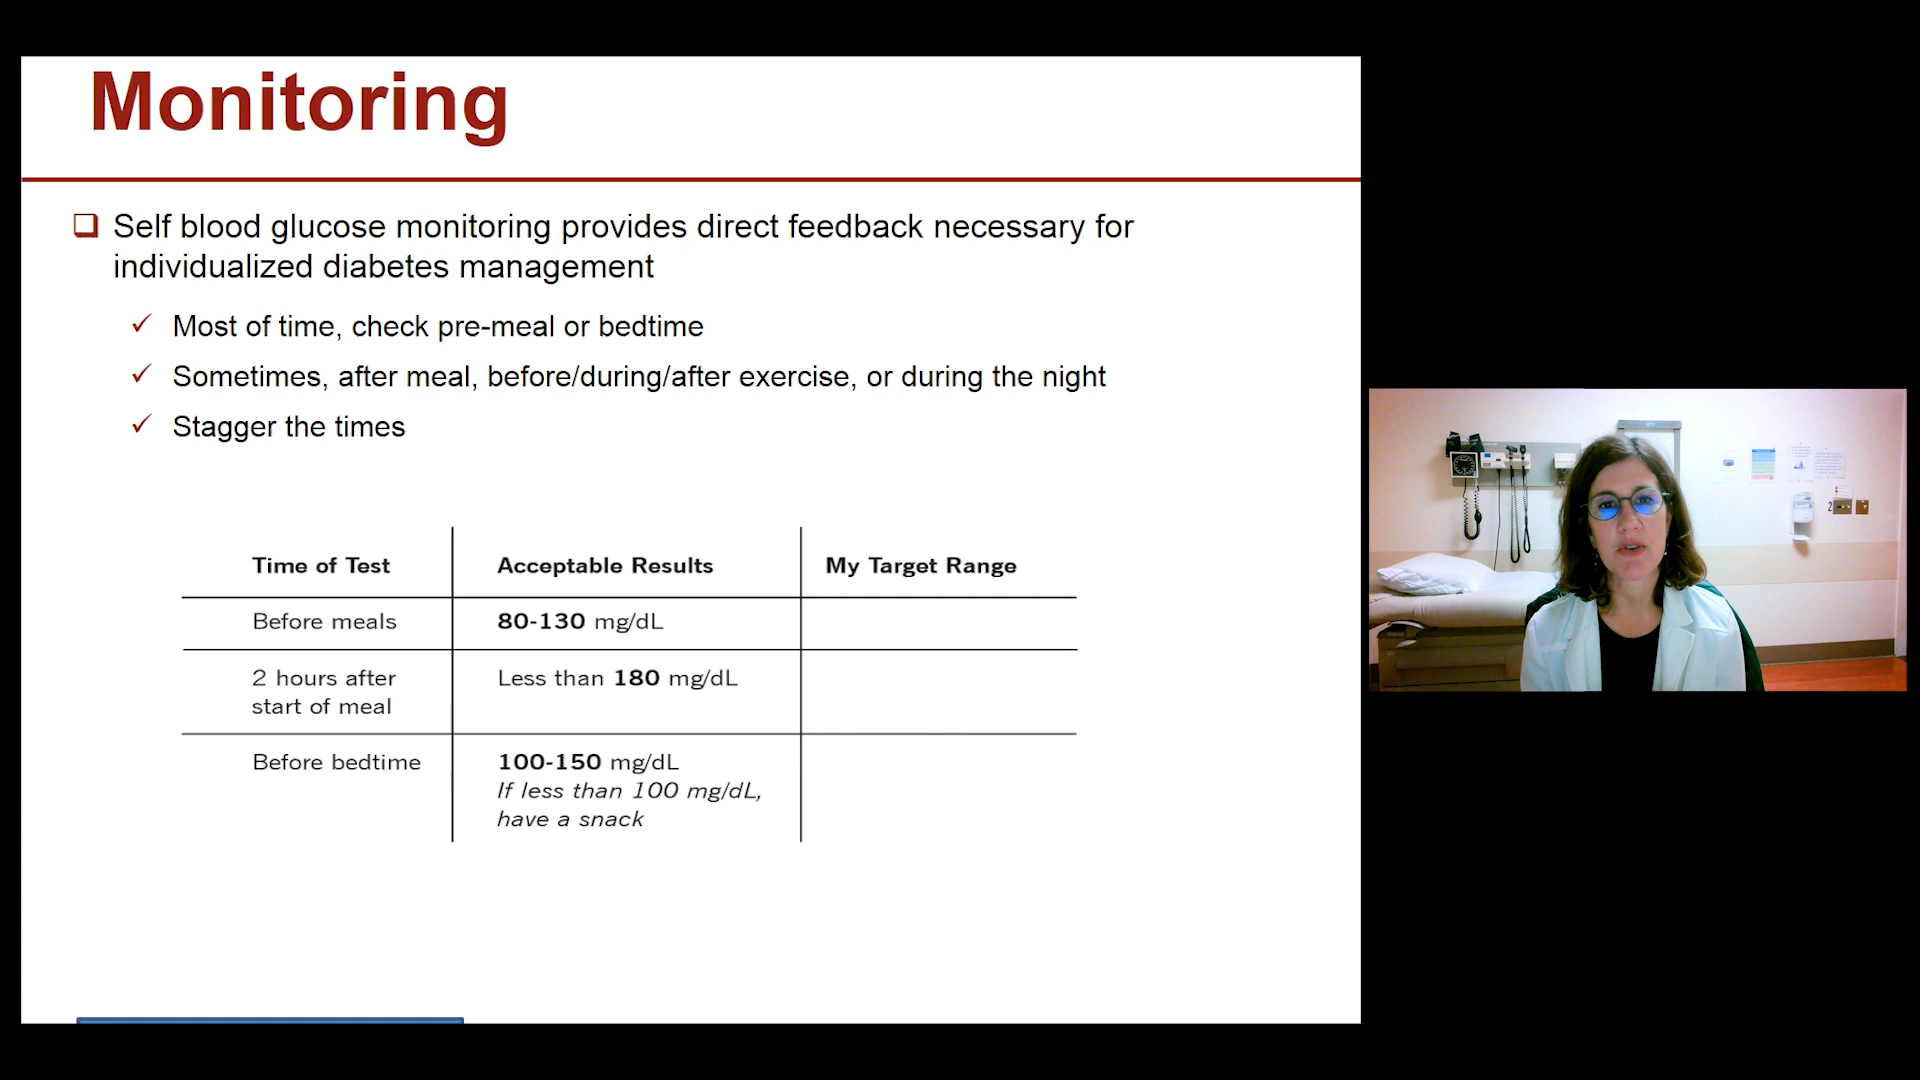 Monitoring
Self blood glucose monitoring provides direct feedback necessary for
individualized diabetes management
Most of time, check pre-meal or bedtime
Sometimes, after meal, before/during/after exercise, or during the night
Stagger the times
Time of Test Acceptable Results My Target Range
Before meals 80-130 mg/dL
2 hours after Less than 180 mg/dL
start of meal
Before bedtime 100-150 mg/dL
If less than 100 mg/dL,
have a snack
2